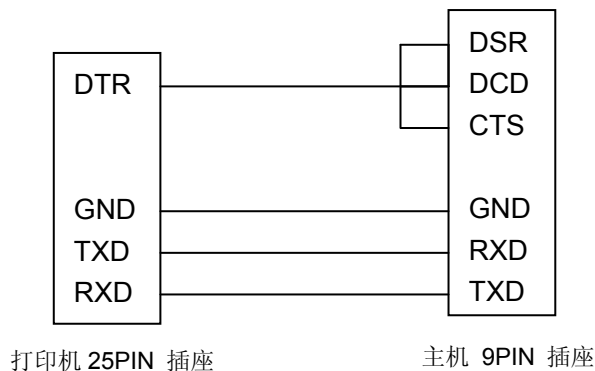 DTR
GND
TXD
RXD
打印机 25PIN 插座
DSR
DCD
CTS
GND
RXD
TXD
主机 9PIN 插座